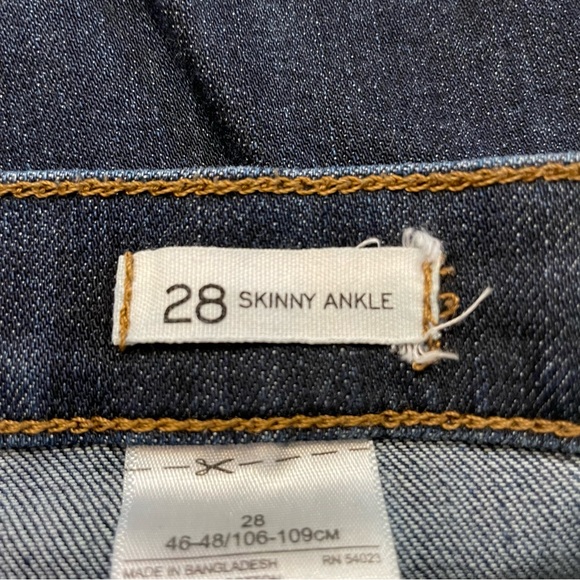 28 SKINNY ANKLE
28
46-48/106-109CM
MADE IN BANGLADESH RN 54023